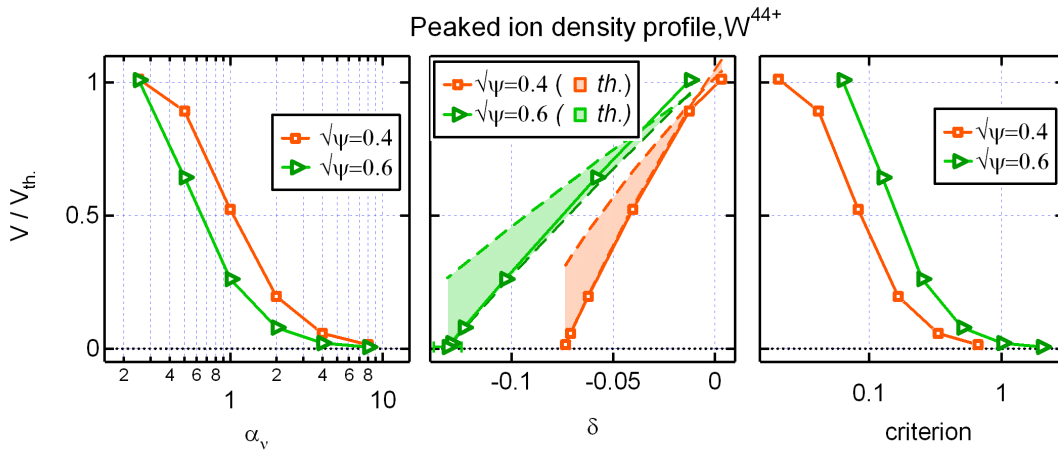 Peaked ion density profile,W⁴⁴⁺
V / Vth.
1
0.5
0
√ψ=0.4
√ψ=0.6
2
4
6
8
2
4
6
8
1
10
αν
√ψ=0.4 ( th.)
√ψ=0.6 ( th.)
-0.1
-0.05
0
δ
√ψ=0.4
√ψ=0.6
0.1
1
criterion